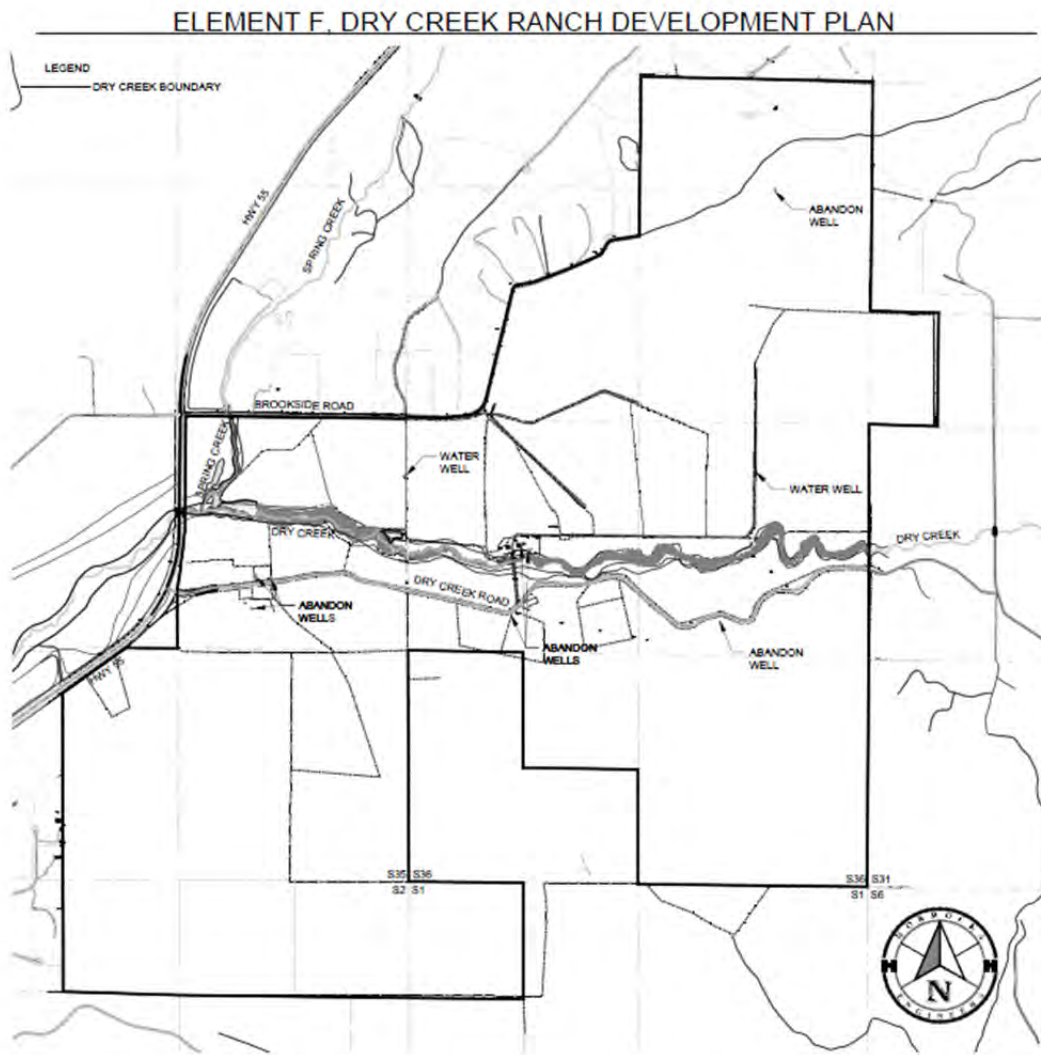 ELEMENT F, DRY CREEK RANCH DEVELOPMENT PLAN
LEGEND
DRY CREEK BOUNDARY
HWY 55
SPRING CREEK
ABANDON
WELL
BROOKSIDE ROAD
SPRING CREEK
WATER
WELL
WATER WELL
DRY CREEK
DRY CREEK
DRY CREEK ROAD
ABANDON
WELLS
ABANDON
WELLS
ABANDON
WELL
HWY 55
S35 S36
S2 S1
S36 S31
S1 S6
HORROCKS
H H
N
ENGINEERS